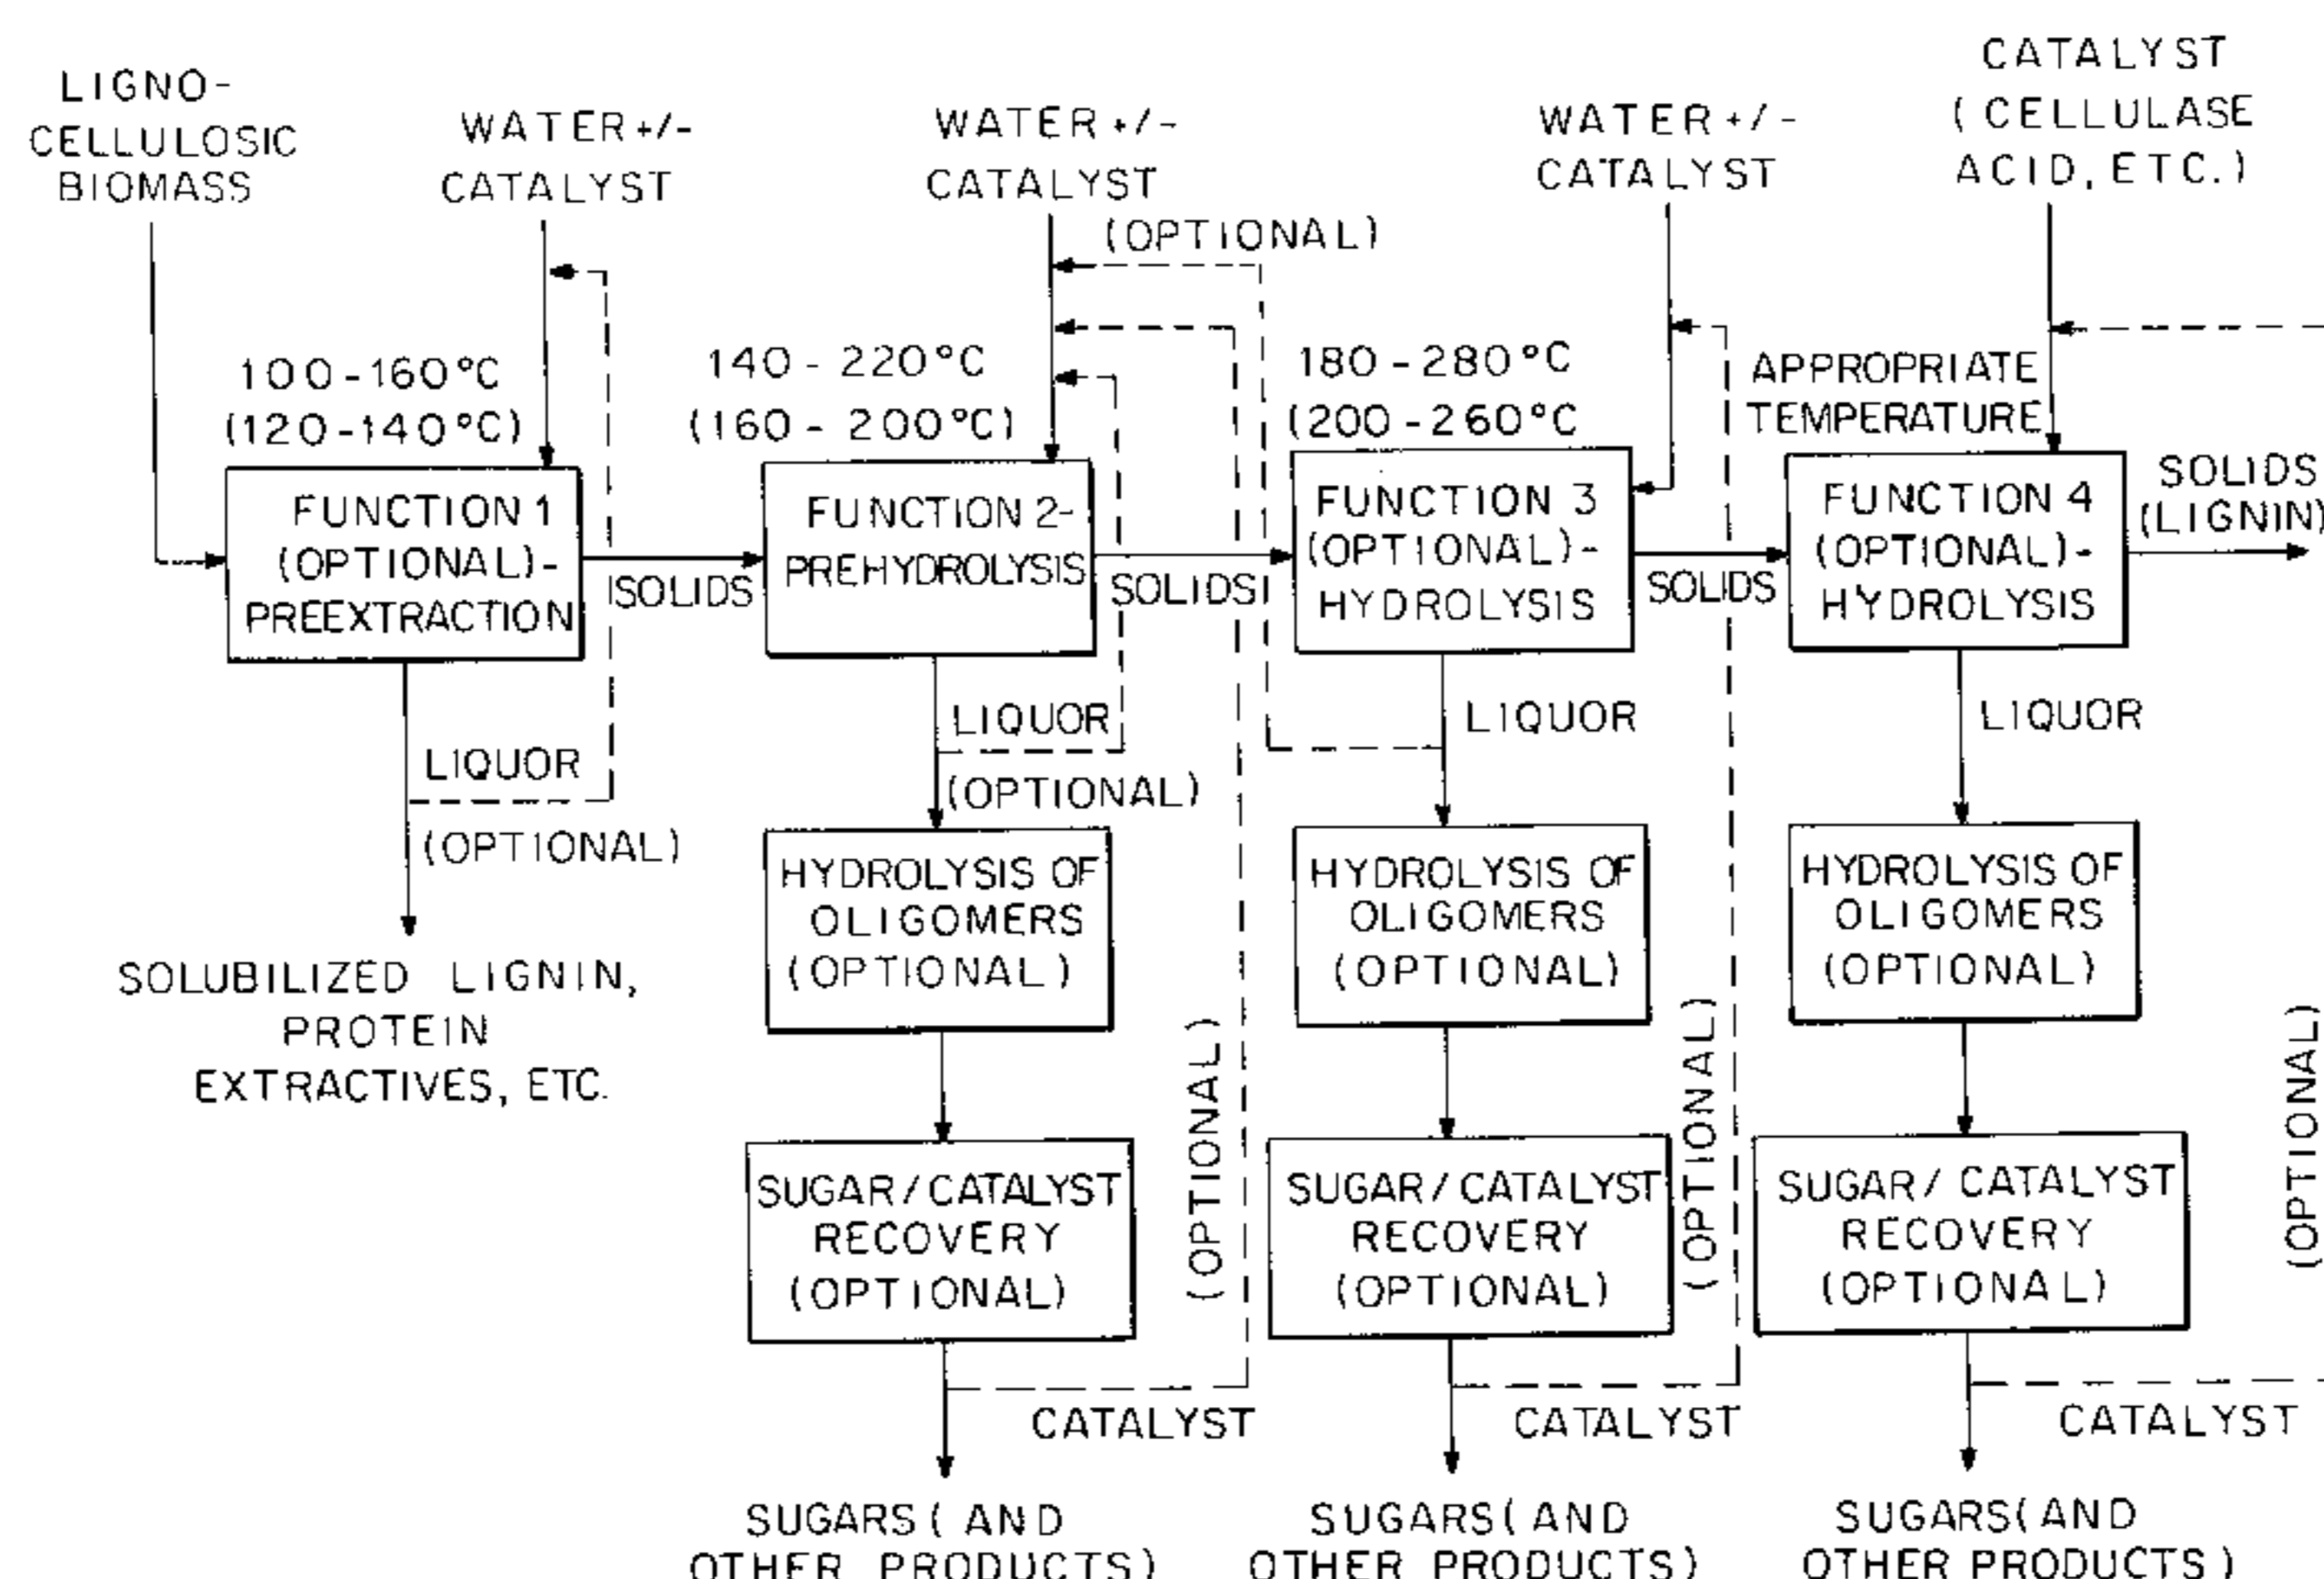 LIGNO-
CELLULOSIC
BIOMASS
WATER +/-
CATALYST
WATER +/-
CATALYST
(OPTIONAL)
WATER +/-
CATALYST
CATALYST
(CELLULASE
ACID, ETC.)
100-160°C
(120-140°C)
140 - 220°C
(160 - 200°C)
180 - 280°C
(200-260°C
APPROPRIATE
TEMPERATURE
FUNCTION 1
(OPTIONAL)-
PREEXTRACTION
SOLIDS
FUNCTION 2-
PREHYDROLYSIS
SOLIDS
FUNCTION 3
(OPTIONAL)-
HYDROLYSIS
SOLIDS
FUNCTION 4
(OPTIONAL)-
HYDROLYSIS
SOLIDS
(LIGNIN)
LIQUOR
(OPTIONAL)
LIQUOR
(OPTIONAL)
LIQUOR
LIQUOR
SOLUBILIZED LIGNIN,
PROTEIN
EXTRACTIVES, ETC.
HYDROLYSIS OF
OLIGOMERS
(OPTIONAL)
HYDROLYSIS OF
OLIGOMERS
(OPTIONAL)
HYDROLYSIS OF
OLIGOMERS
(OPTIONAL)
(OPTIONAL)
(OPTIONAL)
(OPTIONAL)
SUGAR/CATALYST
RECOVERY
(OPTIONAL)
SUGAR/CATALYST
RECOVERY
(OPTIONAL)
SUGAR/CATALYST
RECOVERY
(OPTIONAL)
CATALYST
CATALYST
CATALYST
SUGARS (AND
OTHER PRODUCTS)
SUGARS (AND
OTHER PRODUCTS)
SUGARS (AND
OTHER PRODUCTS)